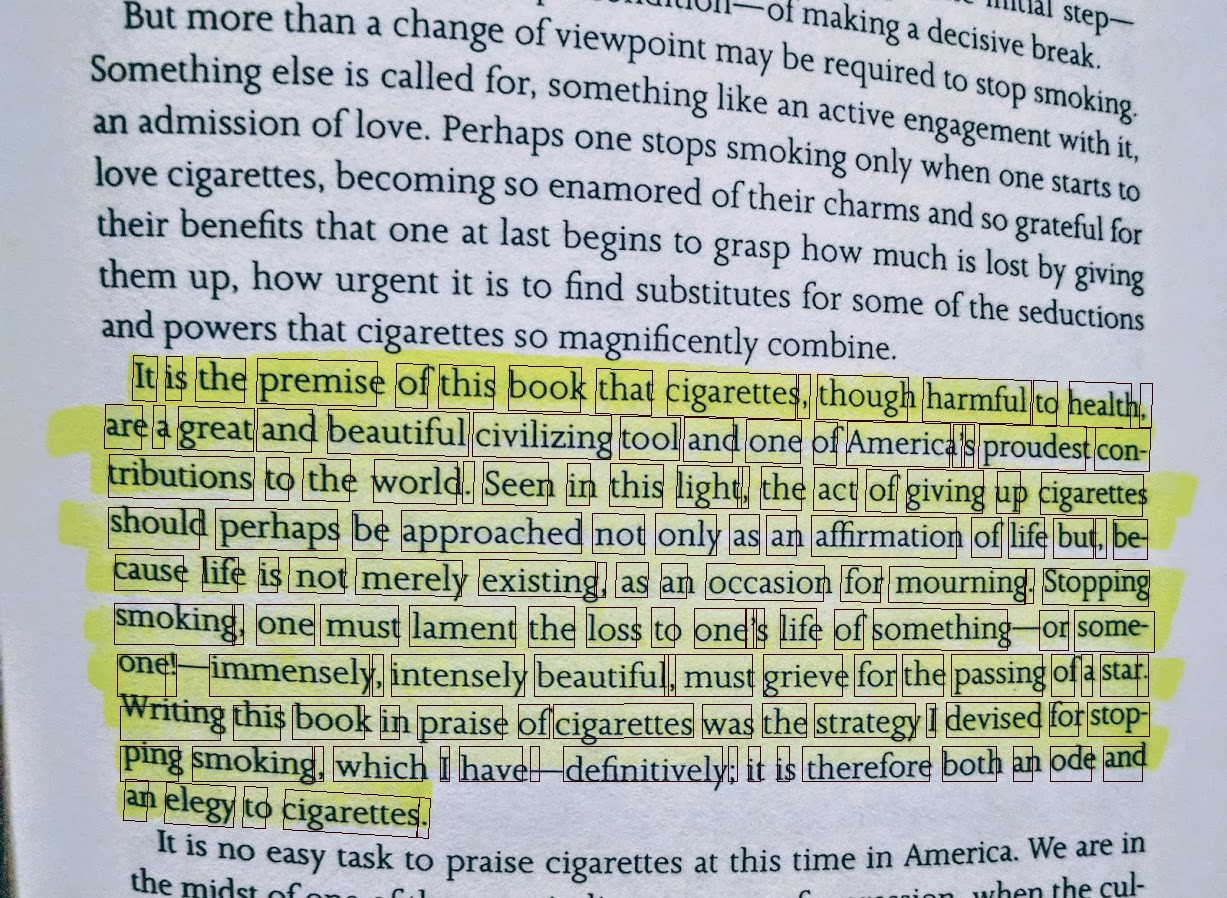 initial step—
—of making a decisive break.
But more than a change of viewpoint may be required to stop smoking.
Something else is called for, something like an active engagement with it,
an admission of love. Perhaps one stops smoking only when one starts to
love cigarettes, becoming so enamored of their charms and so grateful for
their benefits that one at last begins to grasp how much is lost by giving
them up, how urgent it is to find substitutes for some of the seductions
and powers that cigarettes so magnificently combine.
It is the premise of this book that cigarettes, though harmful to health,
are a great and beautiful civilizing tool and one of America's proudest con-
tributions to the world. Seen in this light, the act of giving up cigarettes
should perhaps be approached not only as an affirmation of life but, be-
cause life is not merely existing, as an occasion for mourning. Stopping
smoking, one must lament the loss to one's life of something—or some-
one!—immensely, intensely beautiful, must grieve for the passing of a star.
Writing this book in praise of cigarettes was the strategy I devised for stop-
ping smoking, which I have—definitively; it is therefore both an ode and
an elegy to cigarettes.
It is no easy task to praise cigarettes at this time in America. We are in
the midst of one of the when the cul-